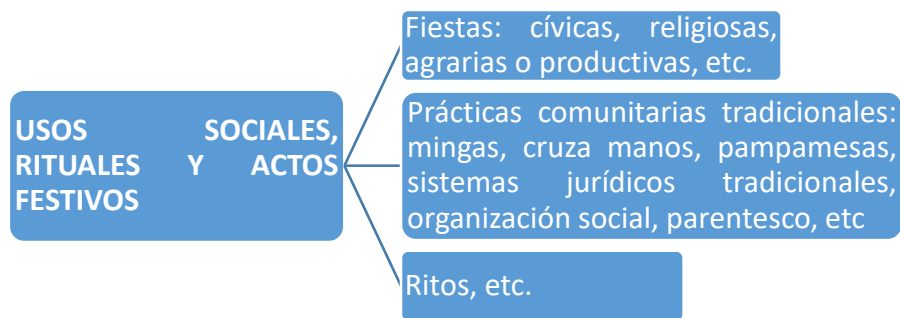 USOS SOCIALES,
RITUALES Y ACTOS
FESTIVOS
Fiestas: cívicas, religiosas,
agrarias o productivas, etc.
Prácticas comunitarias tradicionales:
mingas, cruza manos, pampamesas,
sistemas jurídicos tradicionales,
organización social, parentesco, etc
Ritos, etc.